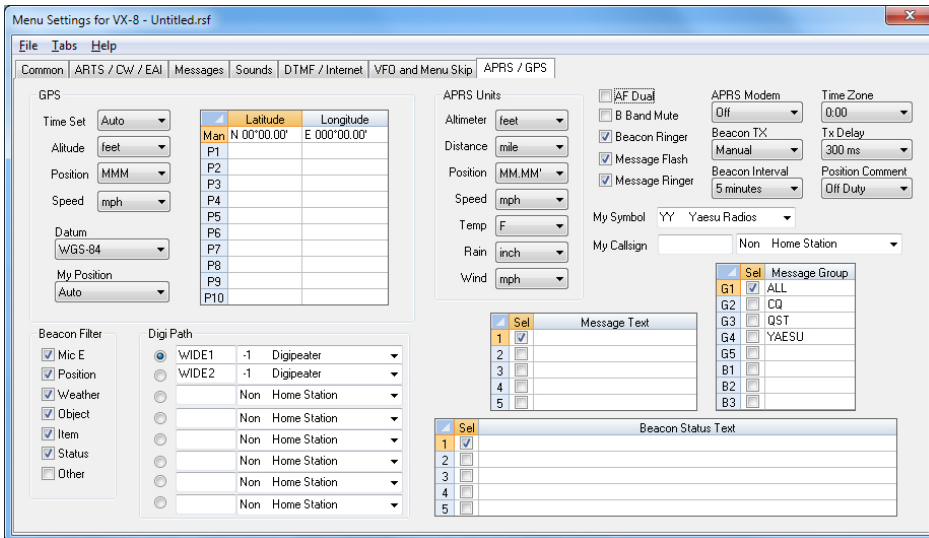 Menu Settings for VX-8 - Untitled.rsf
File Tabs Help
Common ARTS / CW / EAI Messages Sounds DTMF / Internet VFO and Menu Skip APRS / GPS
GPS
Time Set Auto
Alitude feet
Position MMM
Speed mph
Datum
WGS-84
My Position
Auto
Latitude Longitude
Man N 00°00.00' E 000°00.00'
P1
P2
P3
P4
P5
P6
P7
P8
P9
P10
APRS Units
Altimeter feet
Distance mile
Position MM.MM'
Speed mph
Temp F
Rain inch
Wind mph
AF Dual
B Band Mute
Beacon Ringer
Message Flash
Message Ringer
APRS Modem
Off
Time Zone
0:00
Beacon TX
Manual
Tx Delay
300 ms
Beacon Interval
5 minutes
Position Comment
Off Duty
My Symbol YY Yaesu Radios
My Callsign Non Home Station
Sel Message Group
G1 ALL
G2 CQ
G3 QST
G4 YAESU
G5
B1
B2
B3
Sel Message Text
1
2
3
4
5
Beacon Filter
Mic E
Position
Weather
Object
Item
Status
Other
Digi Path
WIDE1 -1 Digipeater
WIDE2 -1 Digipeater
Non Home Station
Non Home Station
Non Home Station
Non Home Station
Non Home Station
Non Home Station
Sel Beacon Status Text
1
2
3
4
5